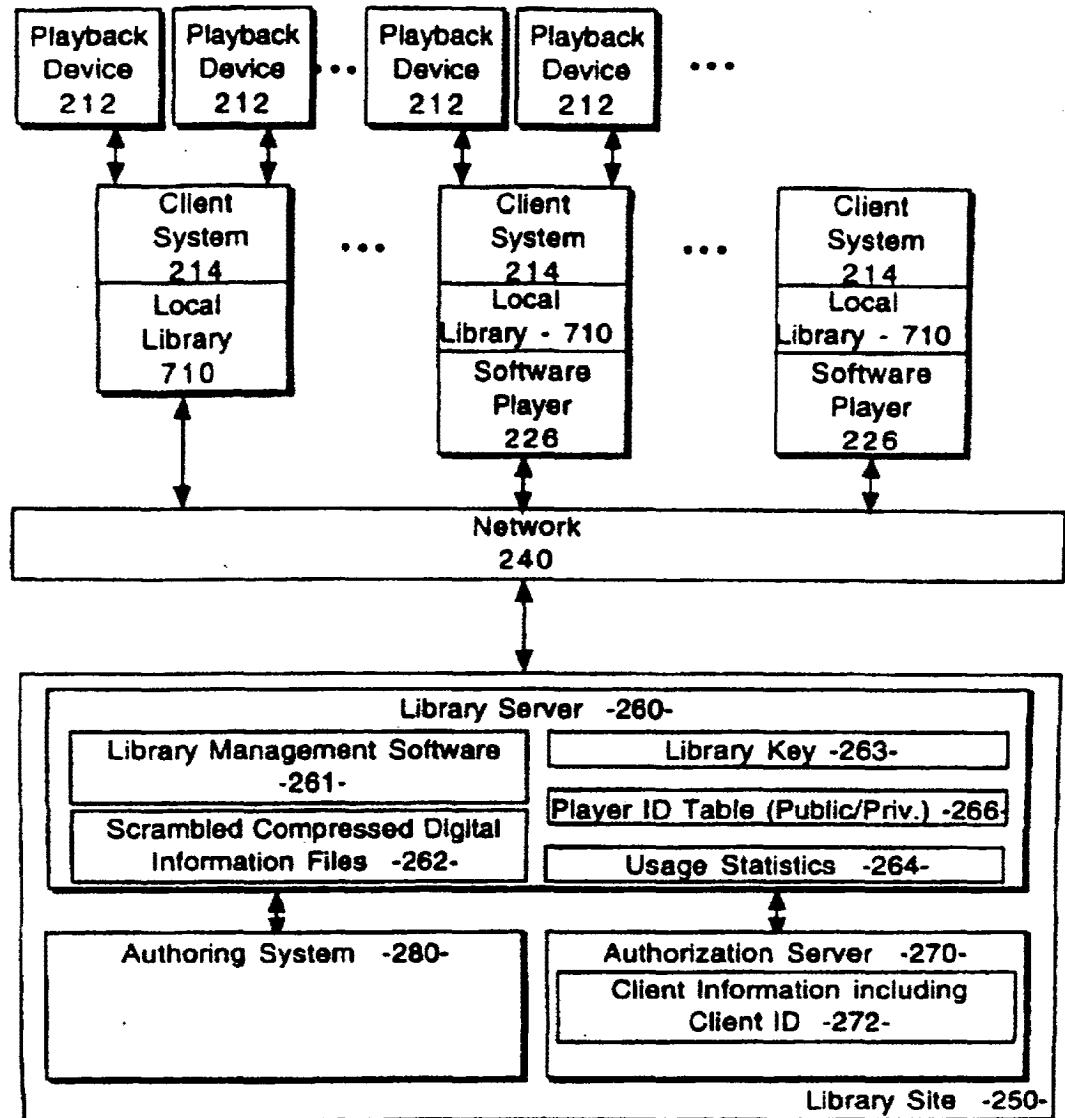 Playback
Device
212
Playback
Device
212
...
Playback
Device
212
Playback
Device
212
...
Client
System
214
Local
Library
710
...
Client
System
214
Local
Library - 710
Software
Player
226
...
Client
System
214
Local
Library - 710
Software
Player
226
Network
240
Library Server -260-
Library Management Software
-261-
Scrambled Compressed Digital
Information Files -262-
Library Key -263-
Player ID Table (Public/Priv.) -266-
Usage Statistics -264-
Authoring System -280-
Authorization Server -270-
Client Information including
Client ID -272-
Library Site -250-